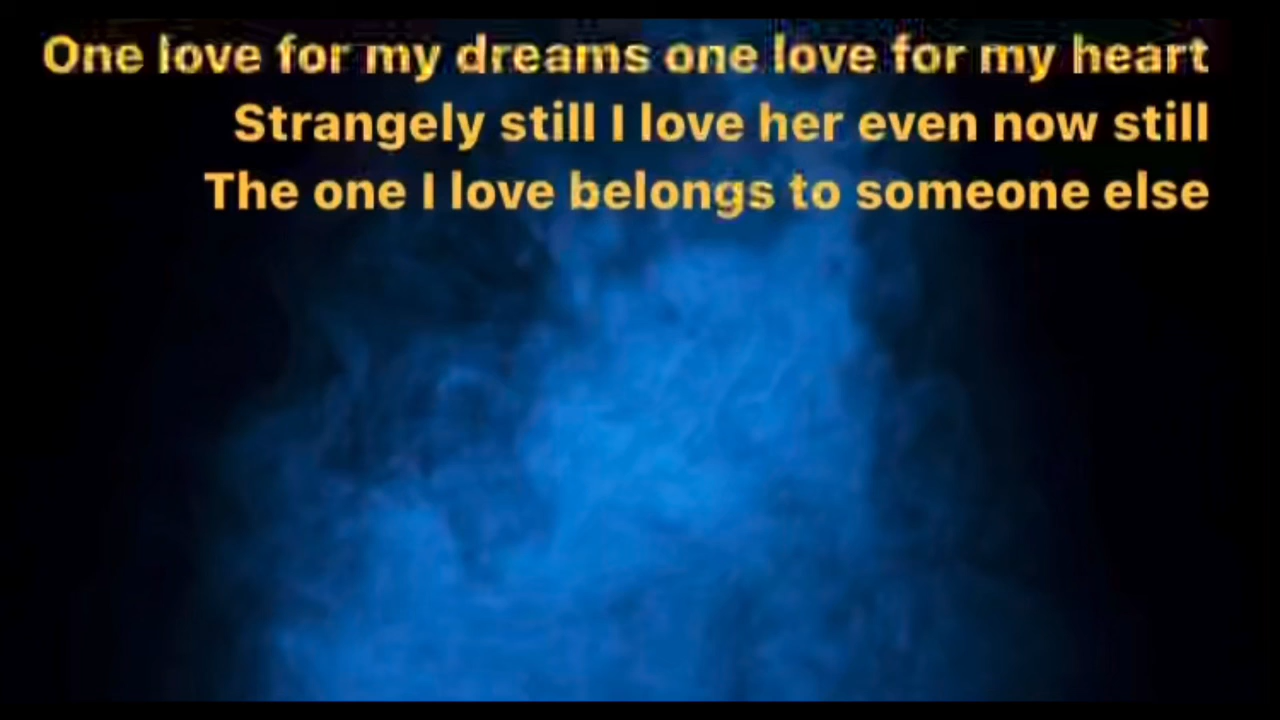 One love for my dreams one love for my heart
Strangely still I love her even now still
The one I love belongs to someone else